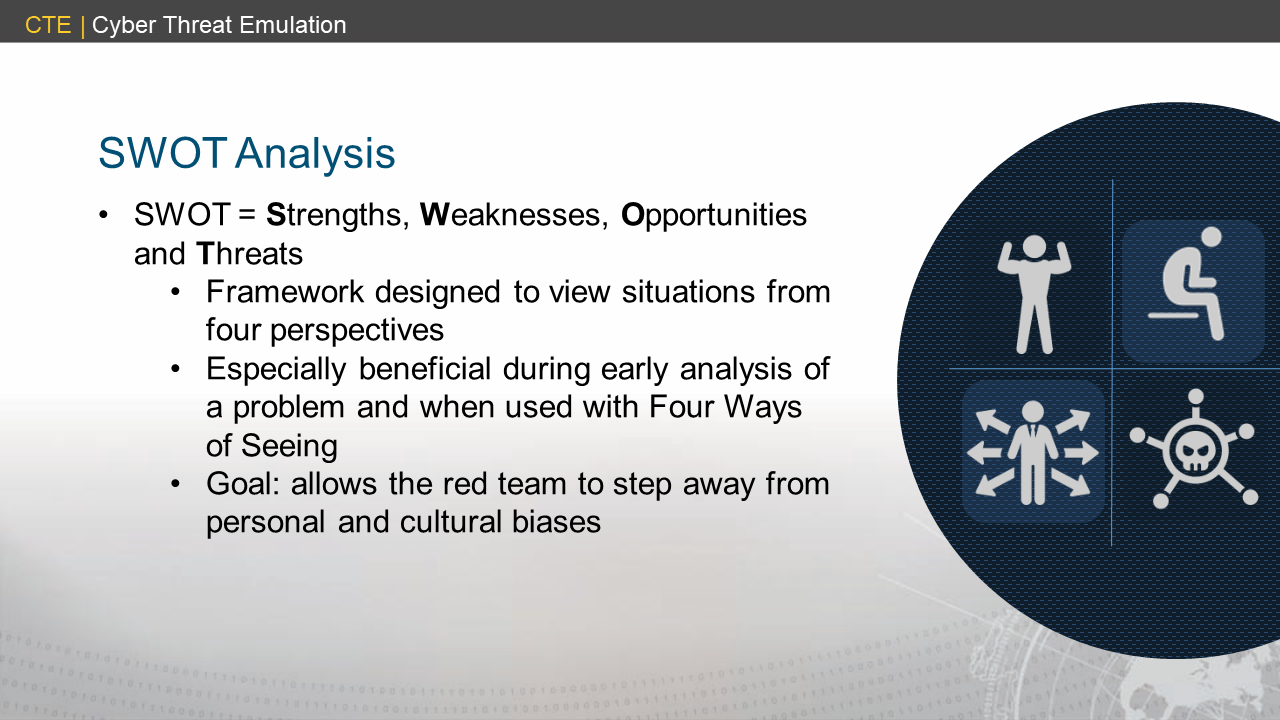 CTE | Cyber Threat Emulation
SWOT Analysis
• SWOT = Strengths, Weaknesses, Opportunities
and Threats
• Framework designed to view situations from
four perspectives
• Especially beneficial during early analysis of
a problem and when used with Four Ways
of Seeing
• Goal: allows the red team to step away from
personal and cultural biases